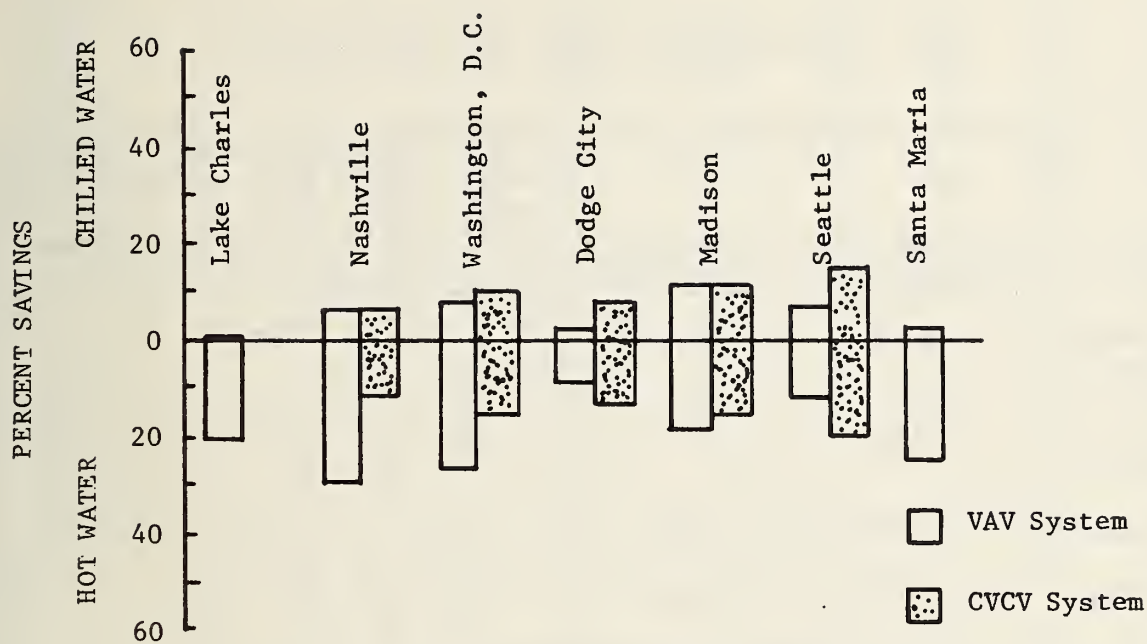 PERCENT SAVINGS
CHILLED WATER
HOT WATER
60
40
20
0
20
40
60
Lake Charles
Nashville
Washington, D.C.
Dodge City
Madison
Seattle
Santa Maria
VAV System
CVCV System